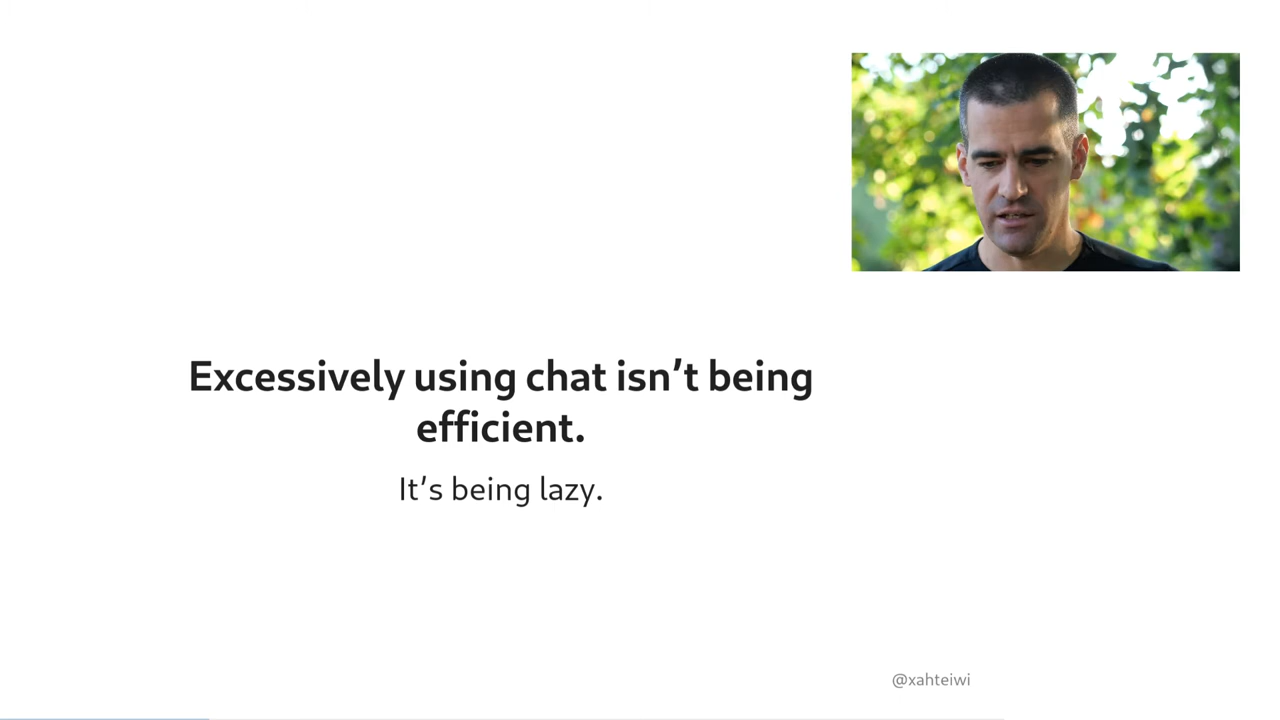 Excessively using chat isn’t being
efficient.
It’s being lazy.
@xahteiwi